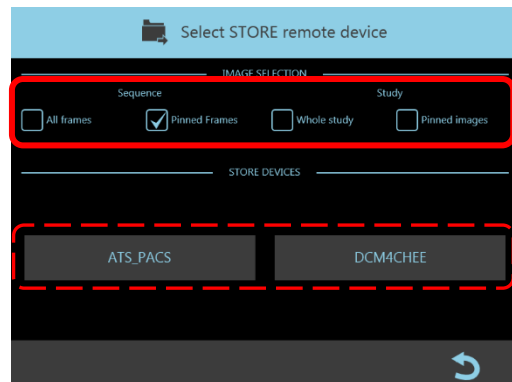 Select STORE remote device
IMAGE SELECTION
Sequence Study
All frames Pinned Frames Whole study Pinned images
STORE DEVICES
ATS_PACS DCM4CHEE